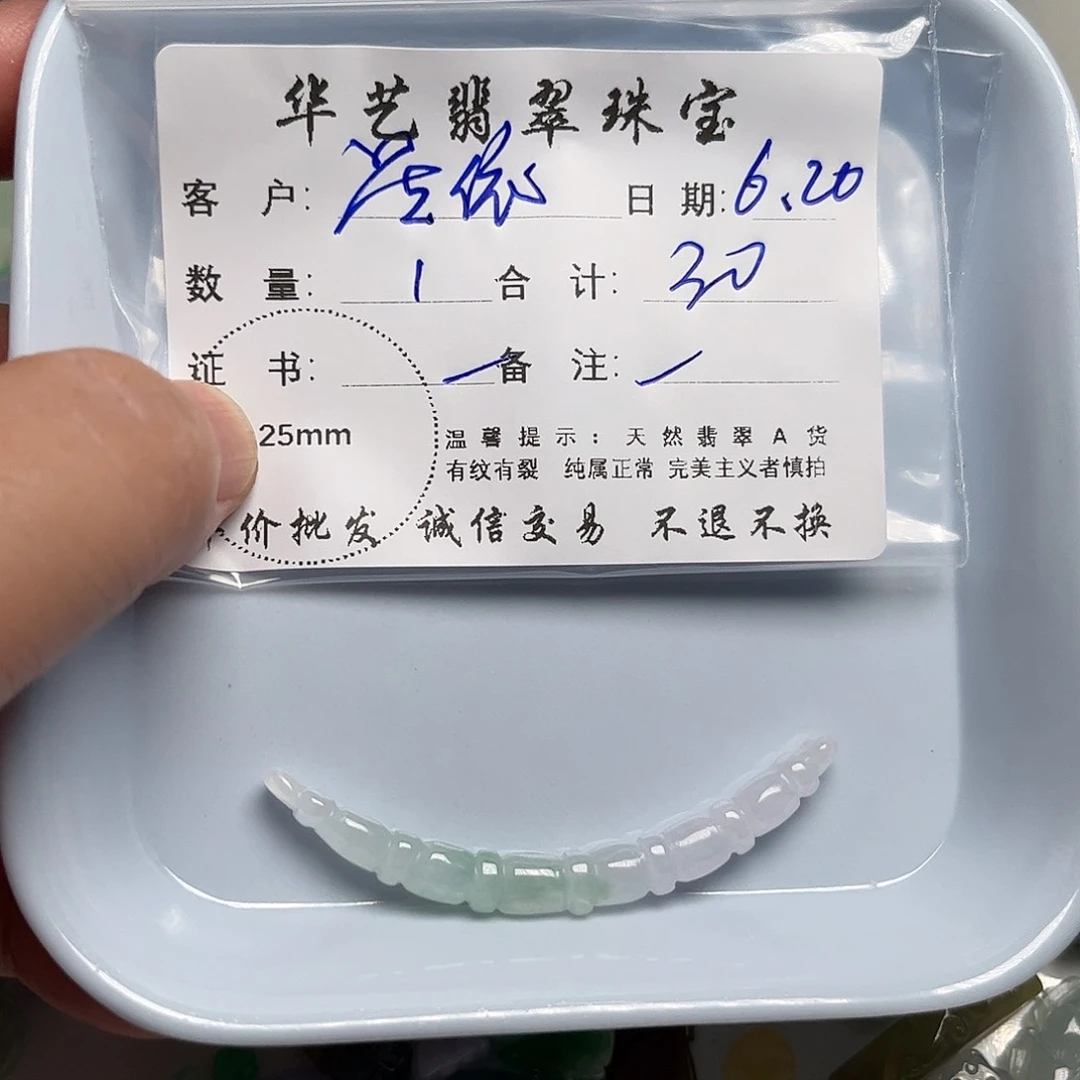 华艺翡翠珠宝
客 户: 日 期: 6.20
数 量: 1 合 计: 30
证 书: 备 注:
25mm
温馨提示: 天然翡翠A货
有纹有裂 纯属正常 完美主义者慎拍
价批发 诚信交易 不退不换